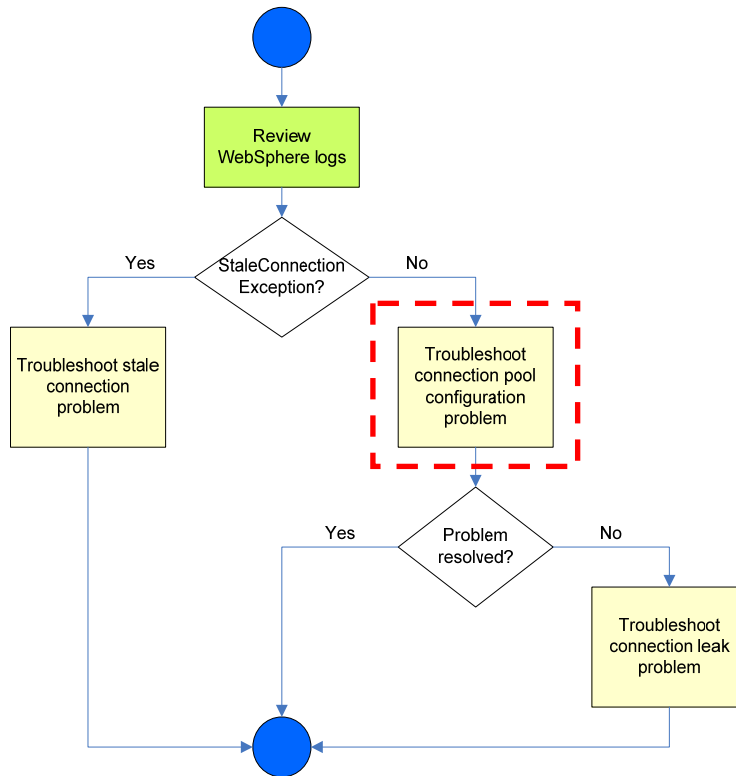 Review
WebSphere logs
StaleConnection
Exception?
Yes
No
Troubleshoot stale
connection
problem
Troubleshoot
connection pool
configuration
problem
Problem
resolved?
Yes
No
Troubleshoot
connection leak
problem